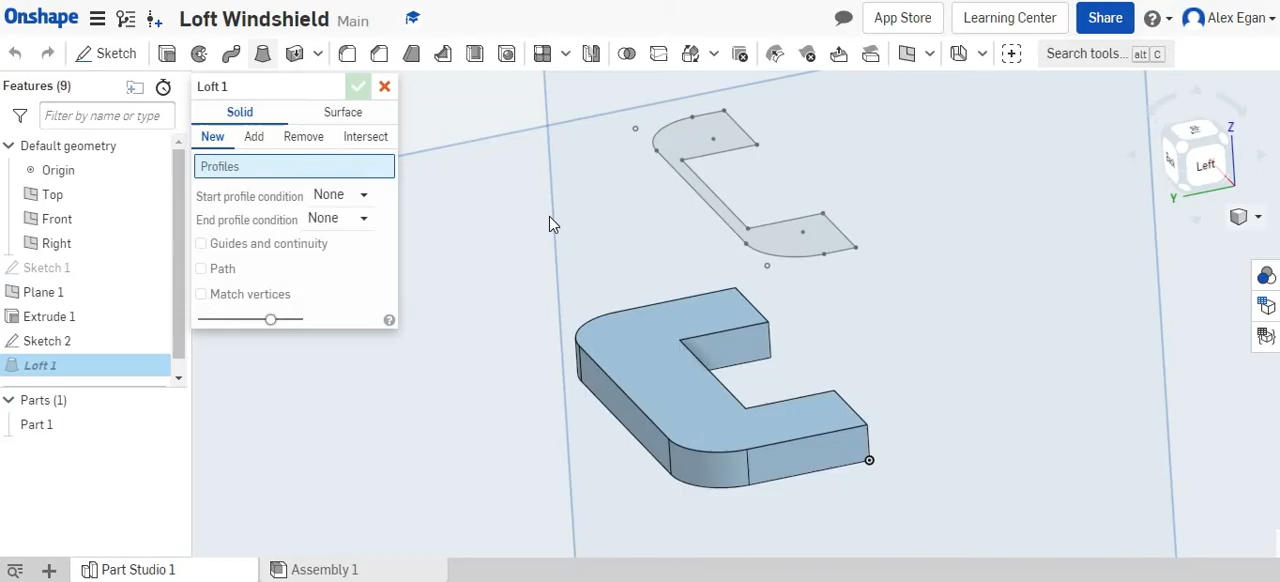 Onshape
Loft Windshield Main
App Store
Learning Center
Share
Alex Egan
Sketch
Search tools... alt C
Features (9)
Filter by name or type
Default geometry
Origin
Top
Front
Right
Sketch 1
Plane 1
Extrude 1
Sketch 2
Loft 1
Parts (1)
Part 1
Loft 1
Solid Surface
New Add Remove Intersect
Profiles
Start profile condition None
End profile condition None
Guides and continuity
Path
Match vertices
Z
Left
Y
Part Studio 1
Assembly 1